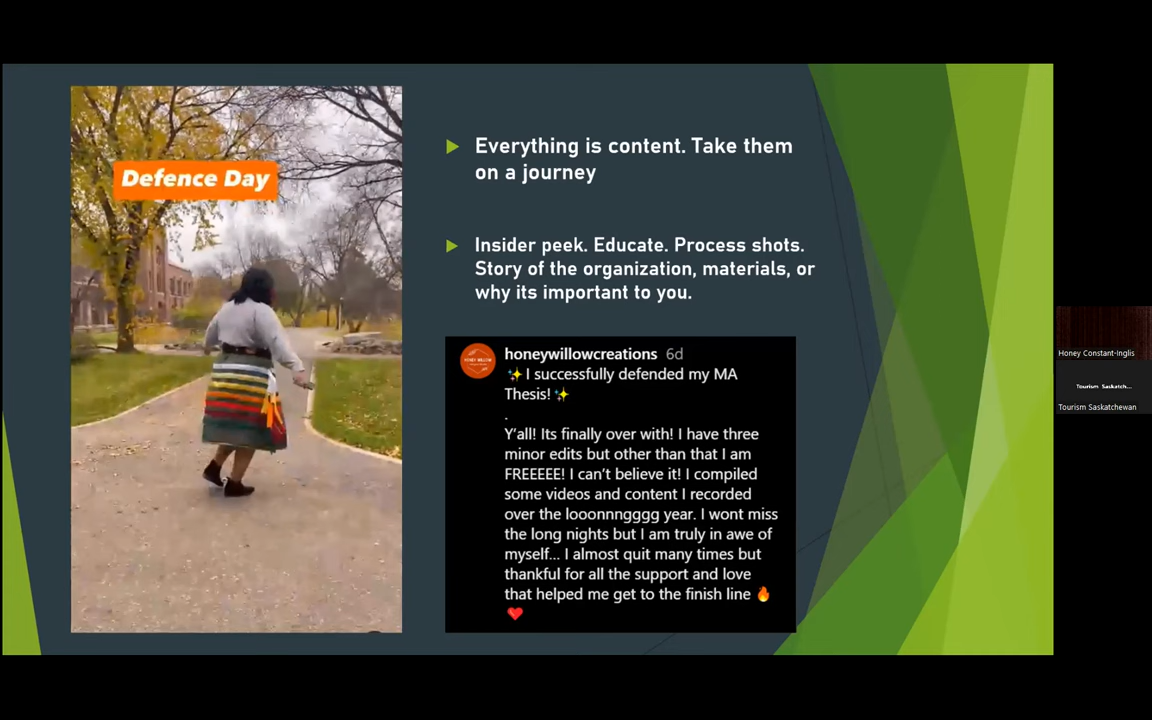 Defence Day
Everything is content. Take them
on a journey
Insider peek. Educate. Process shots.
Story of the organization, materials, or
why its important to you.
honeywillowcreations 6d
✨I successfully defended my MA
Thesis!✨
.
Y'all! Its finally over with! I have three
minor edits but other than that I am
FREEEEE! I can't believe it! I compiled
some videos and content I recorded
over the looonnngggg year. I wont miss
the long nights but I am truly in awe of
myself... I almost quit many times but
thankful for all the support and love
that helped me get to the finish line 🔥
❤️
HONEY WILLOW
Honey Constant-Inglis
Tourism Saskatch...
Tourism Saskatchewan